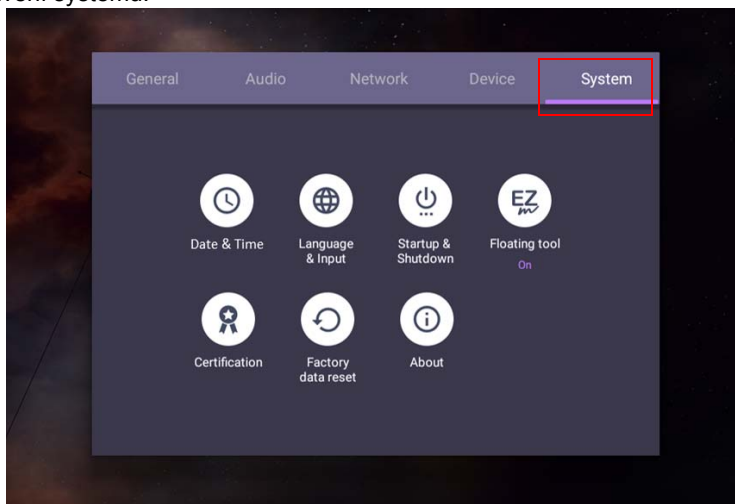 General Audio Network Device System
EZ
Date & Time Language & Input Startup & Shutdown Floating tool
On
Certification Factory data reset About